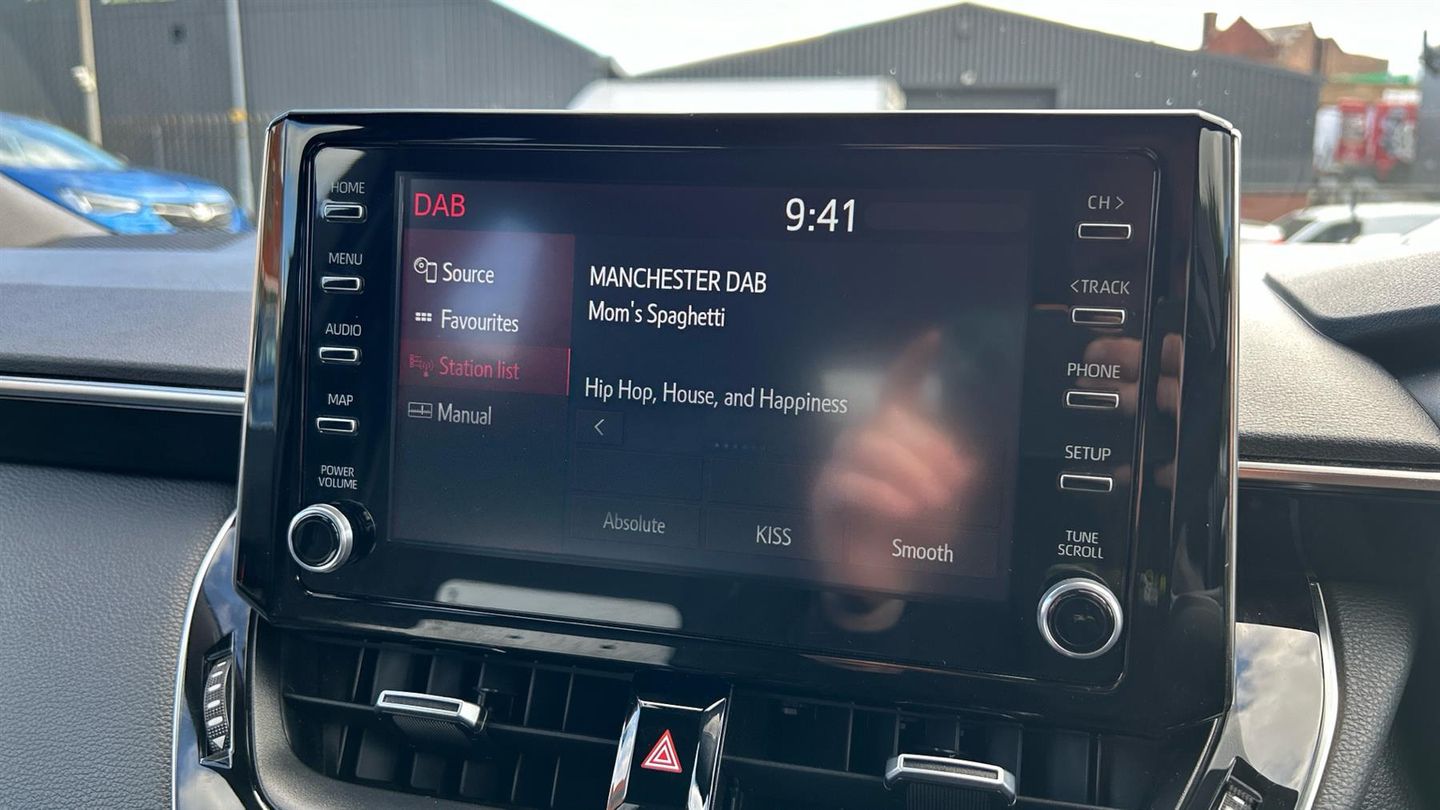 HOME
MENU
AUDIO
MAP
POWER
VOLUME
DAB
9:41
Source
Favourites
Station list
Manual
MANCHESTER DAB
Mom's Spaghetti
Hip Hop, House, and Happiness
<
Absolute
KISS
Smooth
CH >
< TRACK
PHONE
SETUP
TUNE
SCROLL